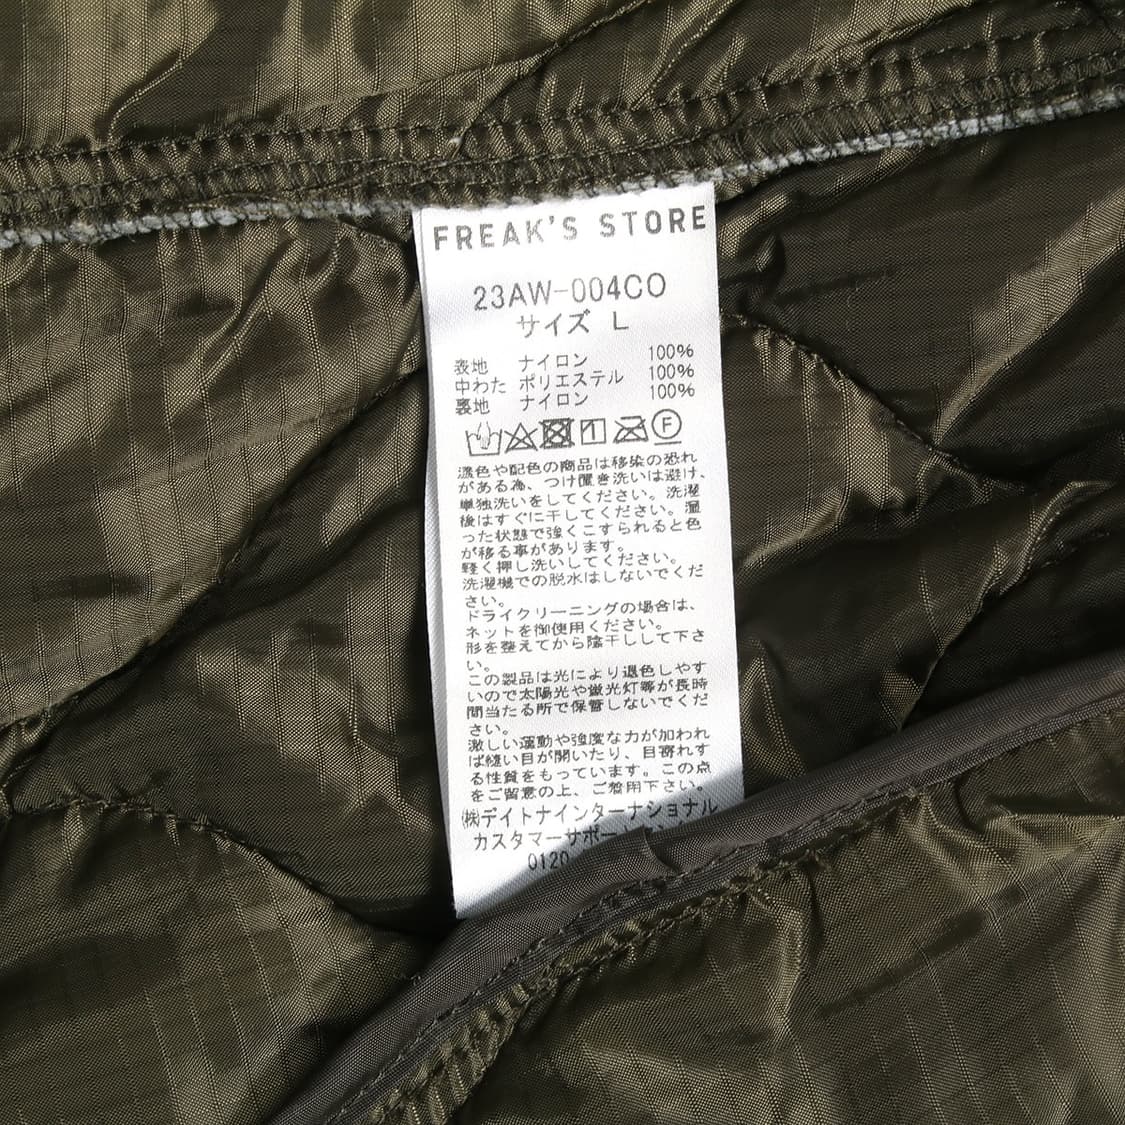 FREAK'S STORE
23AW-004CO
サイズ L
表地 ナイロン 100%
中わた ポリエステル 100%
裏地 ナイロン 100%
F
濃色や配色の商品は移染の恐れ
がある為、つけ置き洗いは避け、
単独洗いをしてください。洗濯
後はすぐに干してください。湿
った状態で強くこすられると色
が移る事があります。
軽く押し洗いしてください。
洗濯機での脱水はしないでくだ
さい。
ドライクリーニングの場合は、
ネットを御使用ください。
形を整えてから陰干しして下さ
い。
この製品は光により退色しやす
いので太陽光や蛍光灯等が長時
間当たる所で保管しないでくだ
さい。
激しい運動や強度な力が加われ
ば縫い目が開いたり、目寄れす
る性質をもっています。この点
をご留意の上、ご着用下さい。
㈱デイトナインターナショナル
カスタマーサポー
0120